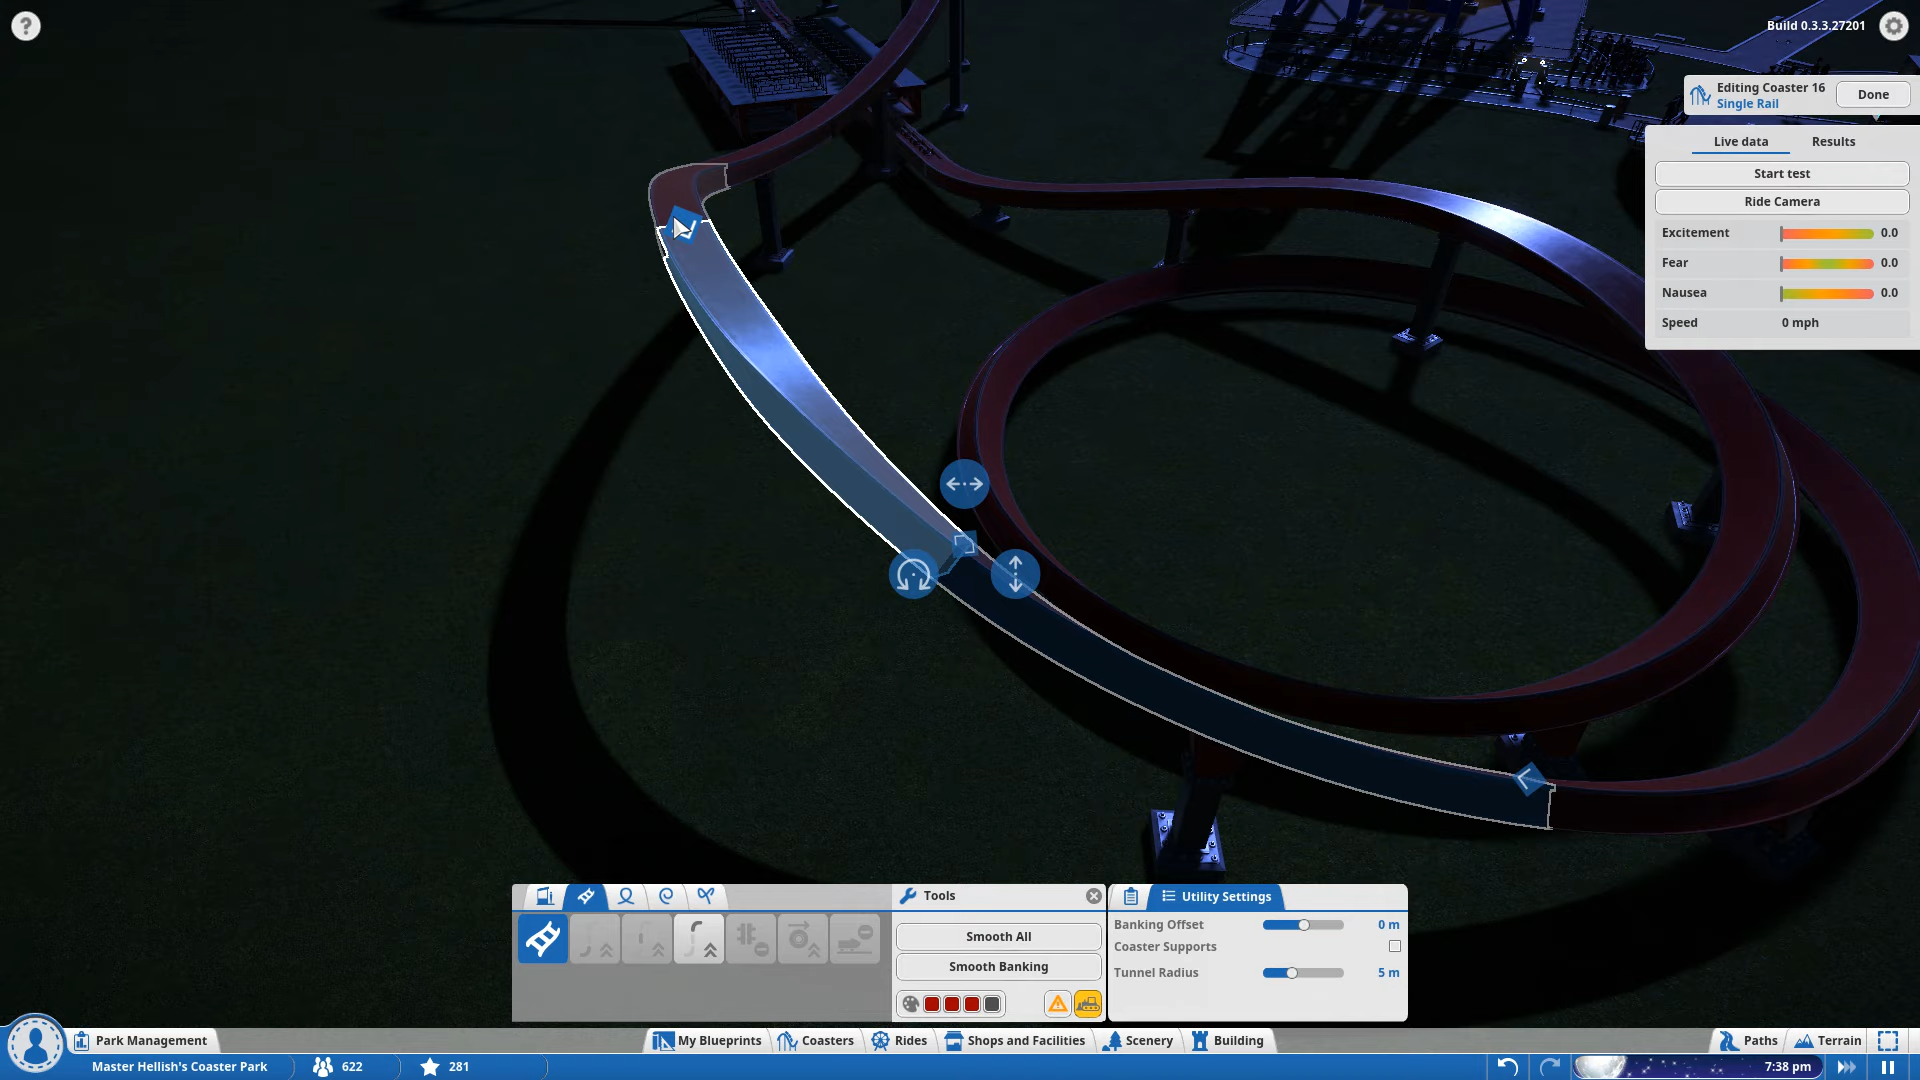 ?
Build 0.3.3.27201
Editing Coaster 16
Single Rail
Done
Live data
Results
Start test
Ride Camera
Excitement 0.0
Fear 0.0
Nausea 0.0
Speed 0 mph
Tools
Utility Settings
Smooth All
Smooth Banking
Banking Offset 0 m
Coaster Supports
Tunnel Radius 5 m
Park Management
My Blueprints
Coasters
Rides
Shops and Facilities
Scenery
Building
Paths
Terrain
Master Hellish's Coaster Park
622
281
7:38 pm